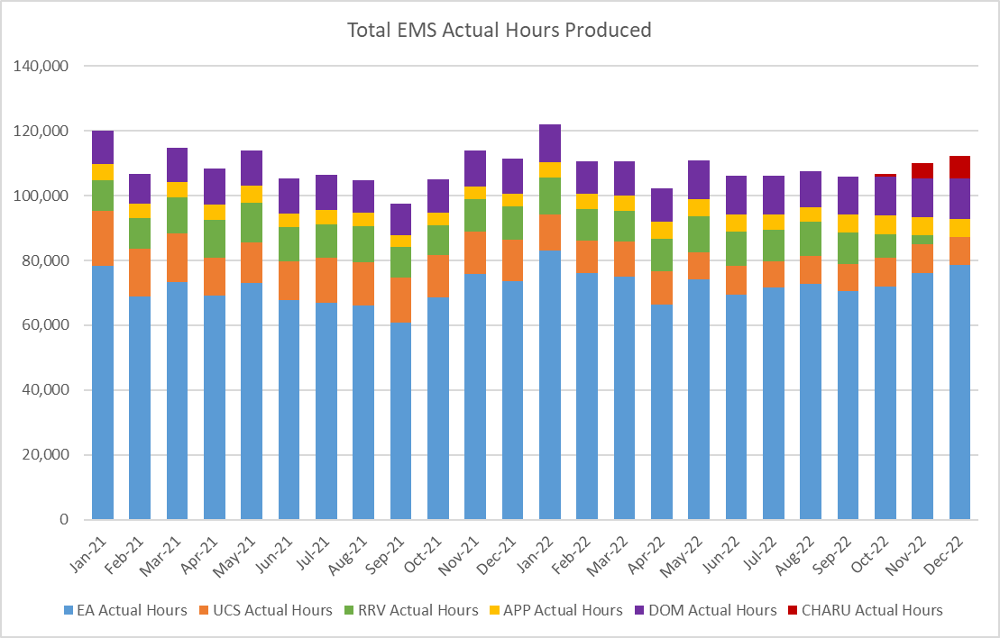 Total EMS Actual Hours Produced
140,000
120,000
100,000
80,000
60,000
40,000
20,000
0
Jan-21 Feb-21 Mar-21 Apr-21 May-21 Jun-21 Jul-21 Aug-21 Sep-21 Oct-21 Nov-21 Dec-21 Jan-22 Feb-22 Mar-22 Apr-22 May-22 Jun-22 Jul-22 Aug-22 Sep-22 Oct-22 Nov-22 Dec-22
EA Actual Hours UCS Actual Hours RRV Actual Hours APP Actual Hours DOM Actual Hours CHARU Actual Hours